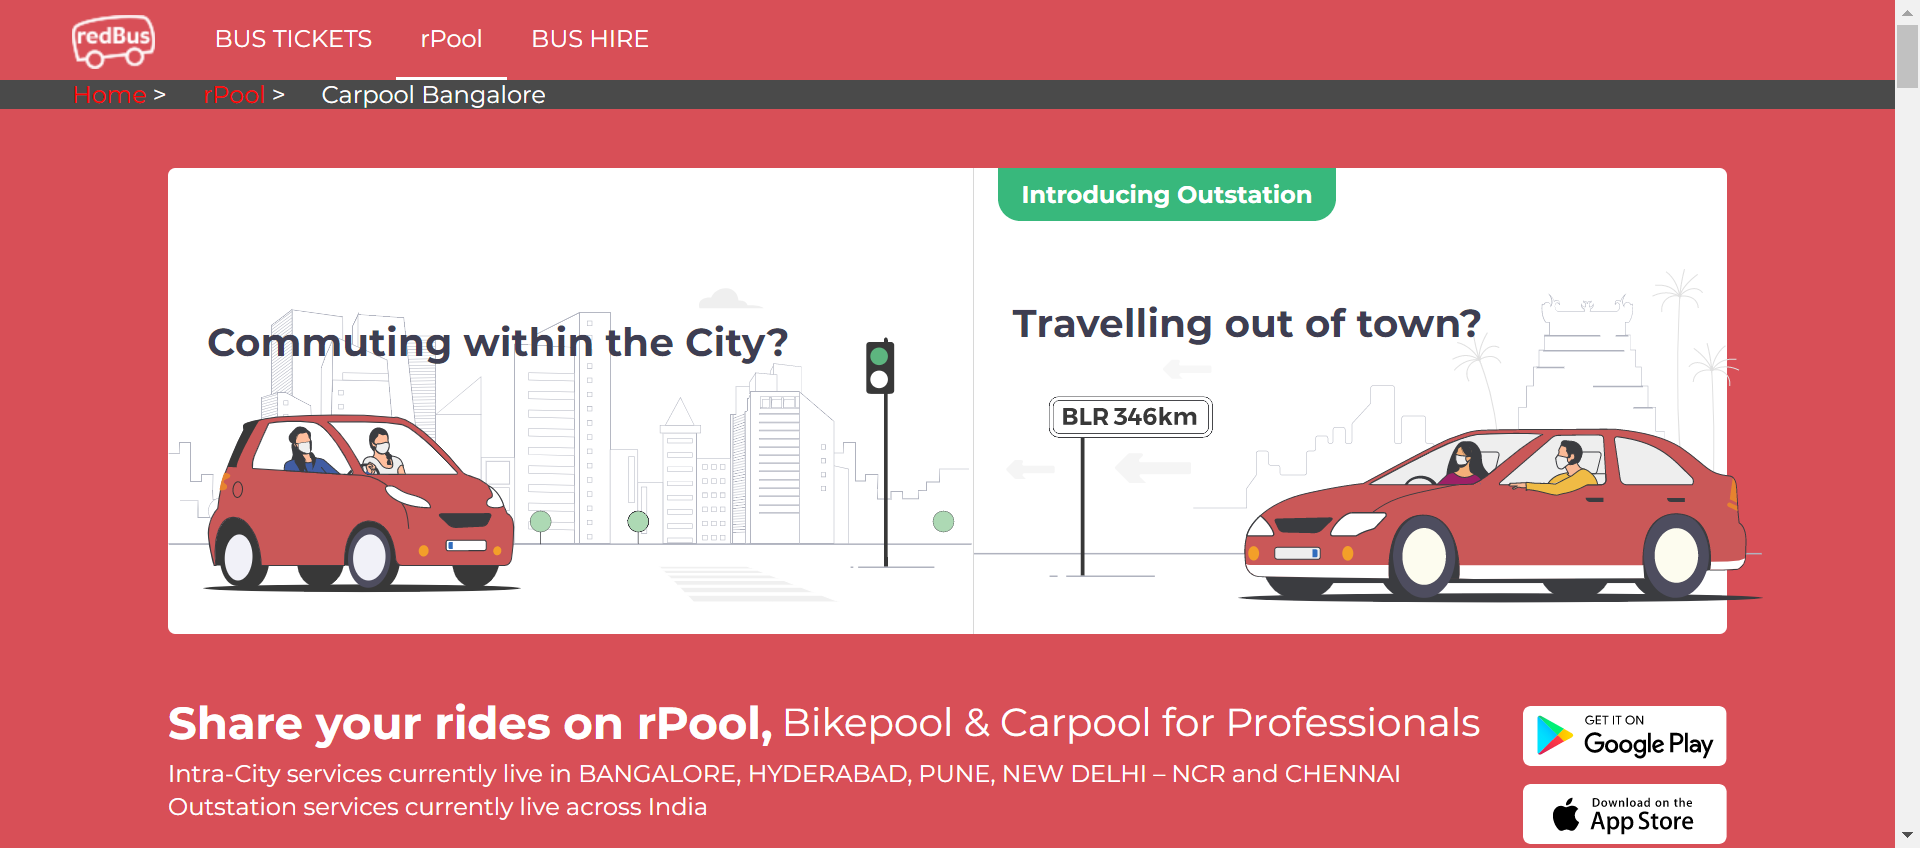 redBus
BUS TICKETS rPool BUS HIRE
Home > rPool > Carpool Bangalore
Introducing Outstation
Commuting within the City?
Travelling out of town?
BLR 346km
Share your rides on rPool, Bikepool & Carpool for Professionals
Intra-City services currently live in BANGALORE, HYDERABAD, PUNE, NEW DELHI – NCR and CHENNAI
Outstation services currently live across India
GET IT ON
Google Play
Download on the
App Store